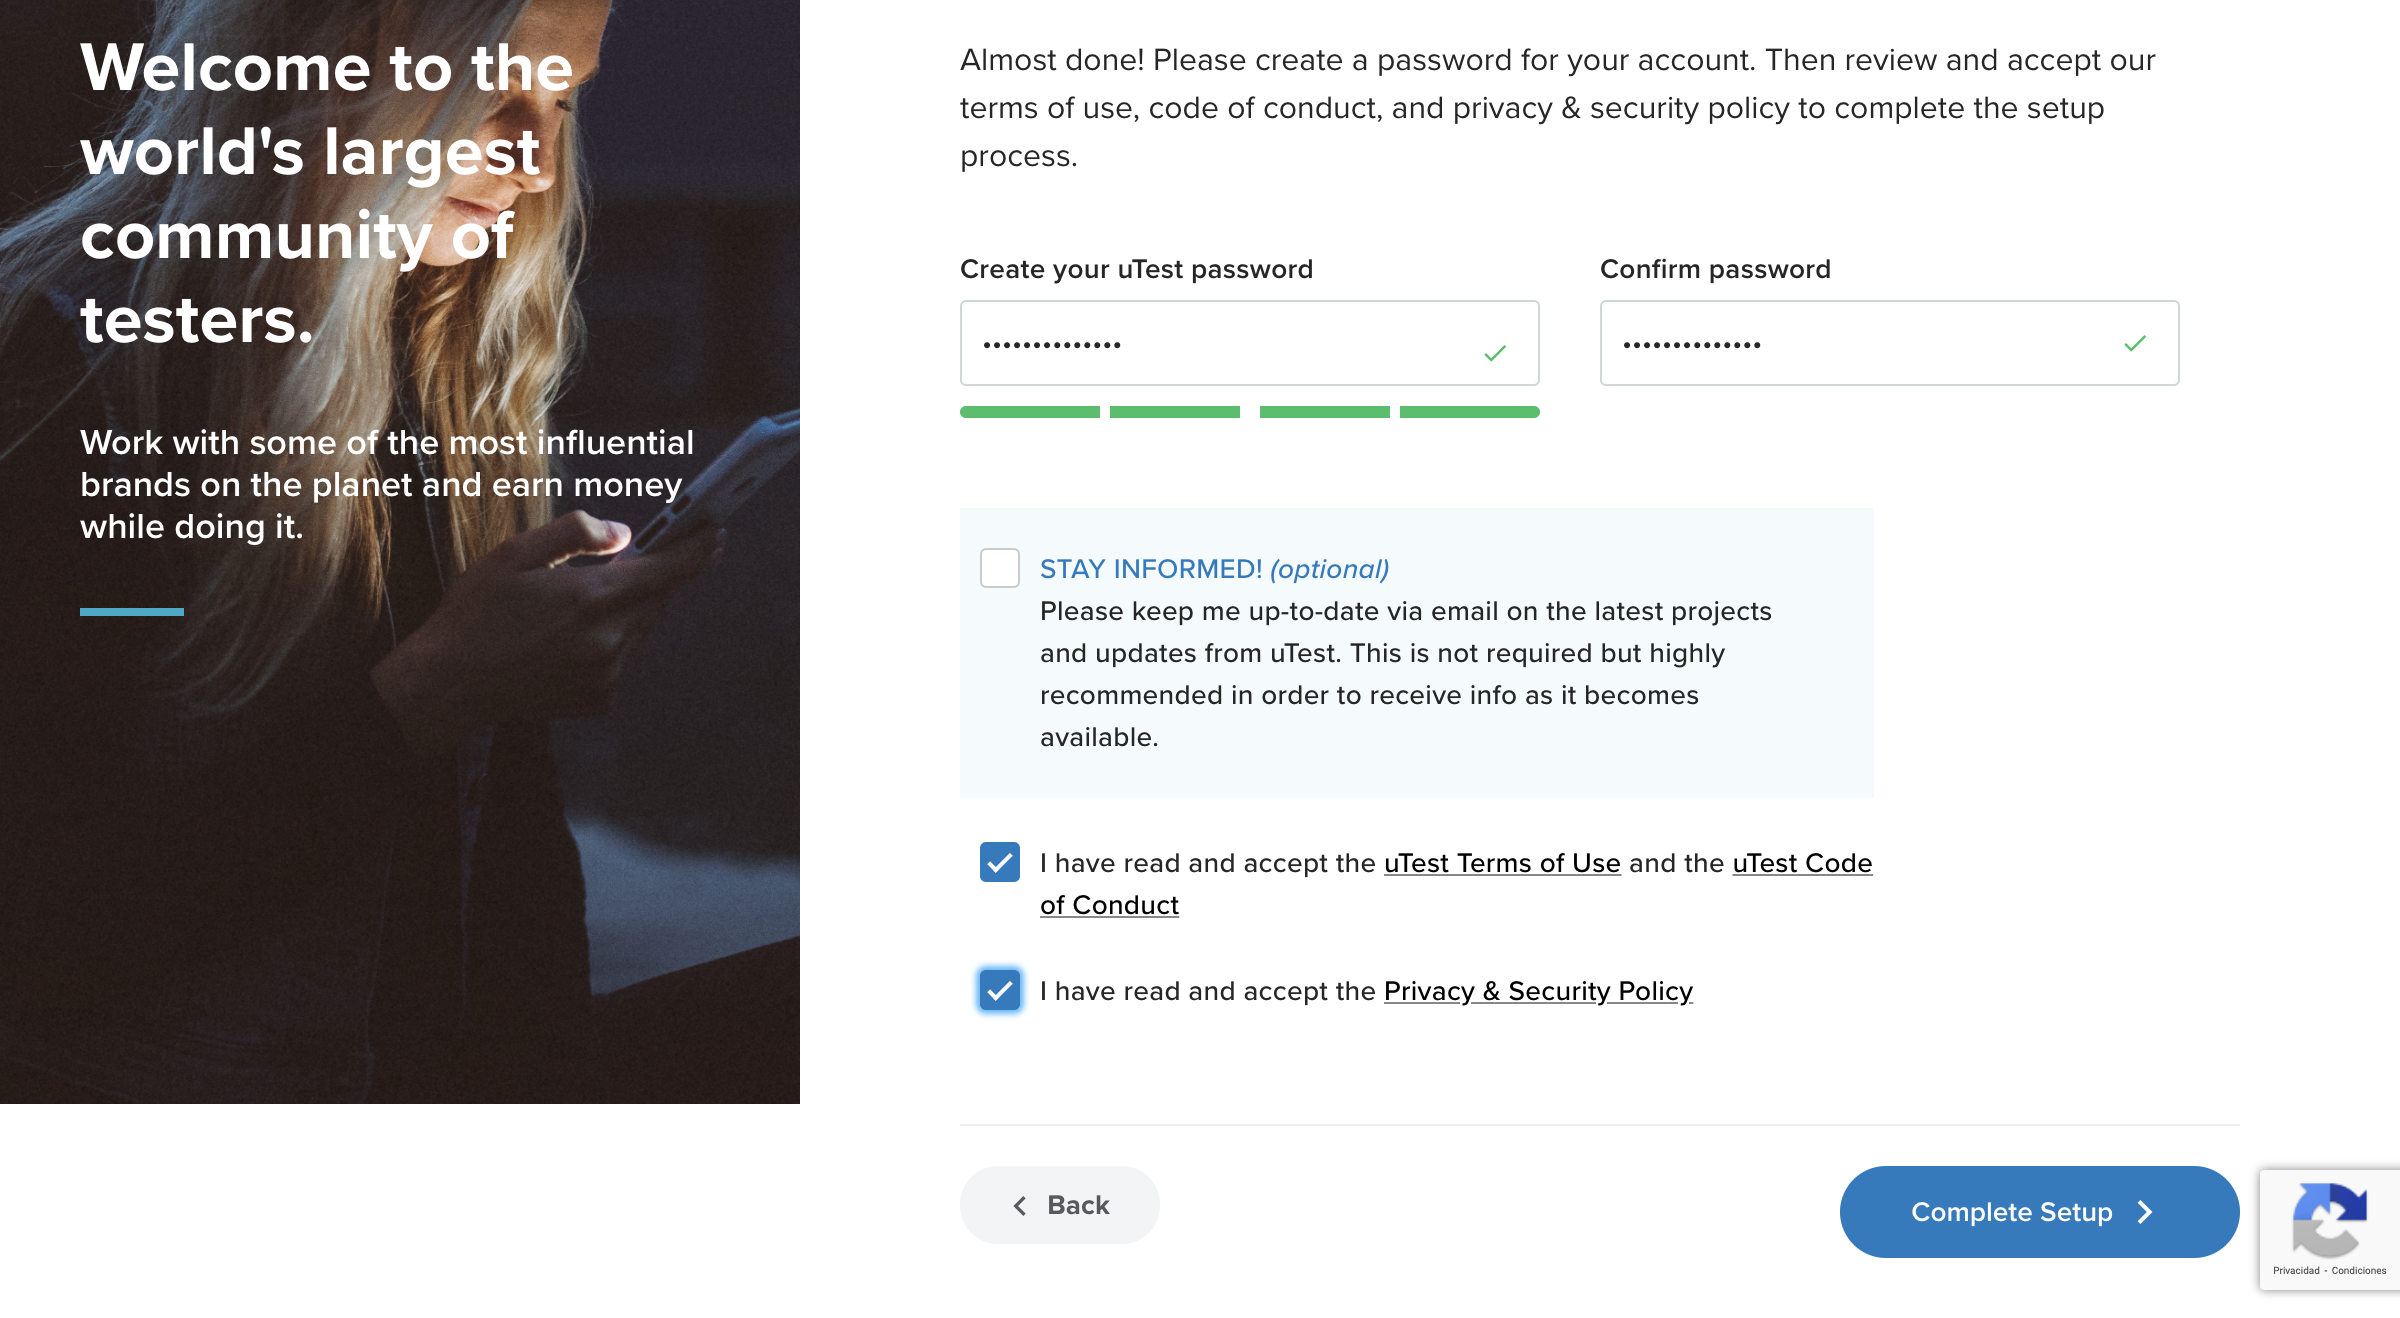 Welcome to the
world's largest
community of
testers.
Work with some of the most influential
brands on the planet and earn money
while doing it.
Almost done! Please create a password for your account. Then review and accept our
terms of use, code of conduct, and privacy & security policy to complete the setup
process.
Create your uTest password
••••••••••••••
Confirm password
••••••••••••••
STAY INFORMED! (optional)
Please keep me up-to-date via email on the latest projects
and updates from uTest. This is not required but highly
recommended in order to receive info as it becomes
available.
I have read and accept the uTest Terms of Use and the uTest Code
of Conduct
I have read and accept the Privacy & Security Policy
Back
Complete Setup
Privacidad - Condiciones